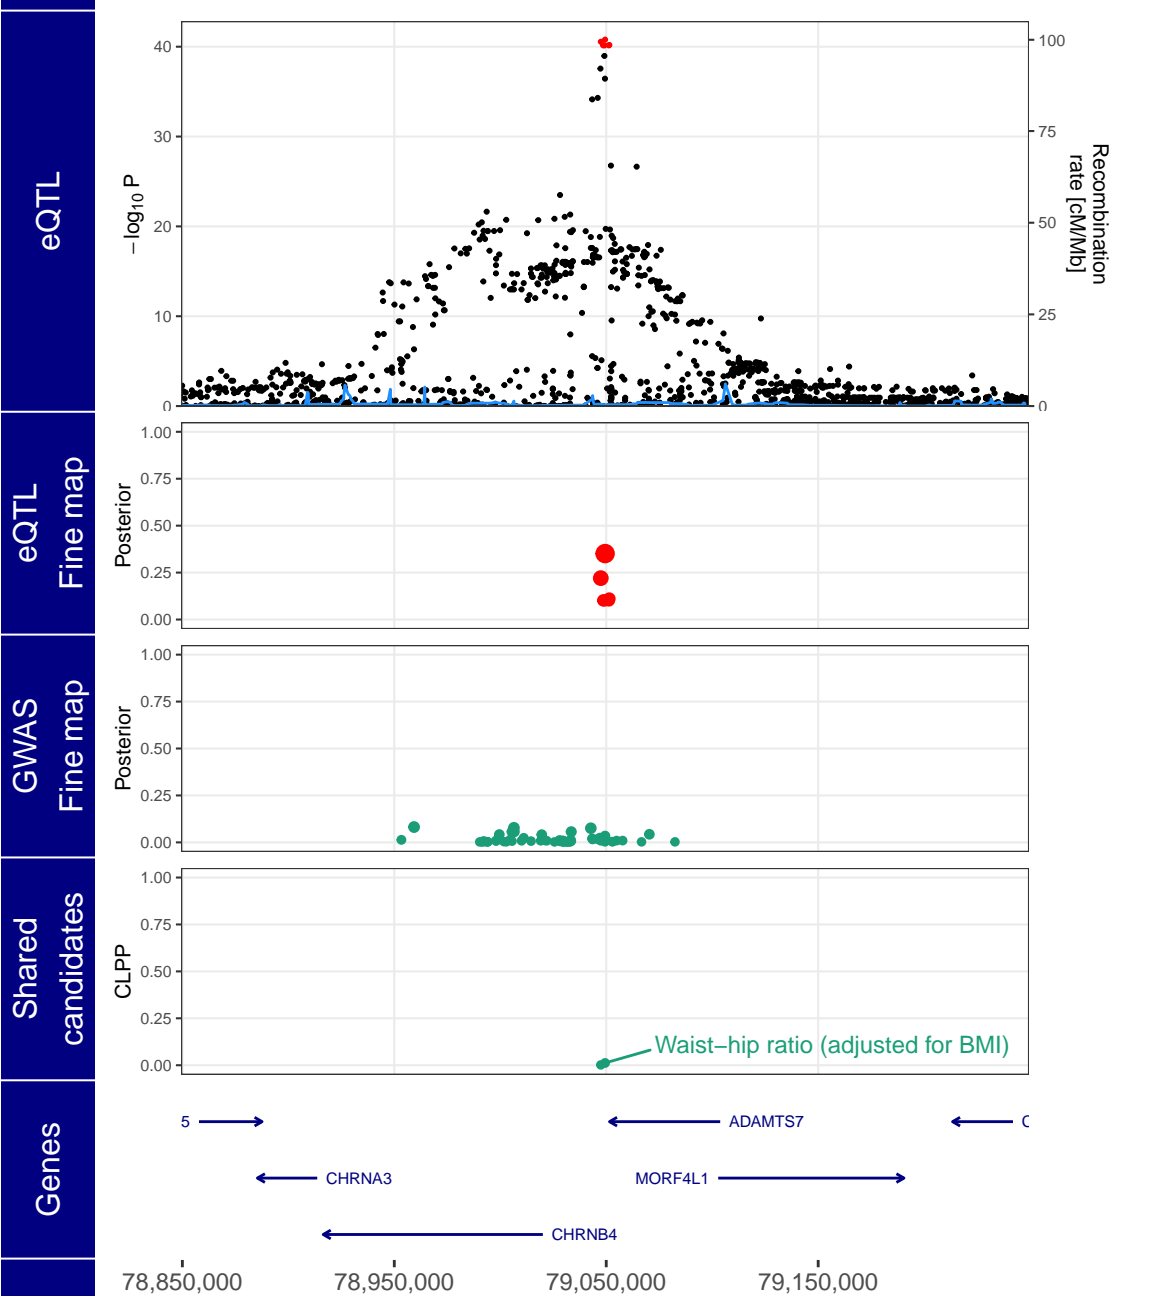 eQTL
−log10 P
40
30
20
10
0
100
75
50
25
0
Recombination
rate [cM/Mb]
eQTL
Fine map
Posterior
1.00
0.75
0.50
0.25
0.00
GWAS
Fine map
Posterior
1.00
0.75
0.50
0.25
0.00
Shared
candidates
CLPP
1.00
0.75
0.50
0.25
0.00
Waist−hip ratio (adjusted for BMI)
Genes
5
ADAMTS7
C
CHRNA3
MORF4L1
CHRNB4
78,850,000
78,950,000
79,050,000
79,150,000